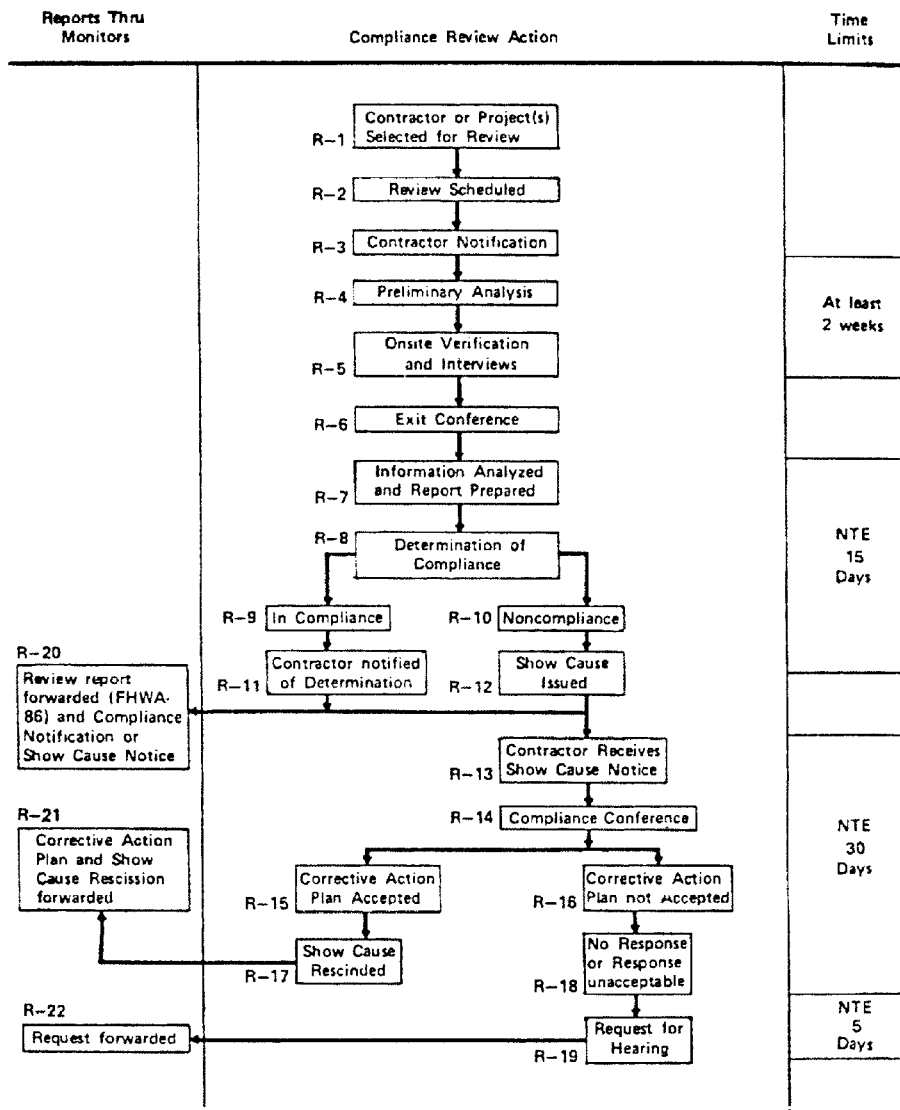 Reports Thru
Monitors
Compliance Review Action
Time
Limits
R-1
Contractor or Project(s)
Selected for Review
R-2
Review Scheduled
R-3
Contractor Notification
R-4
Preliminary Analysis
At least
2 weeks
R-5
Onsite Verification
and Interviews
R-6
Exit Conference
R-7
Information Analyzed
and Report Prepared
R-8
Determination of
Compliance
NTE
15
Days
R-9
In Compliance
R-10
Noncompliance
R-11
Contractor notified
of Determination
R-12
Show Cause
Issued
R-20
Review report
forwarded (FHWA-
86) and Compliance
Notification or
Show Cause Notice
R-13
Contractor Receives
Show Cause Notice
R-14
Compliance Conference
NTE
30
Days
R-21
Corrective Action
Plan and Show
Cause Rescission
forwarded
R-15
Corrective Action
Plan Accepted
R-16
Corrective Action
Plan not Accepted
R-17
Show Cause
Rescinded
R-18
No Response
or Response
unacceptable
R-22
Request forwarded
R-19
Request for
Hearing
NTE
5
Days